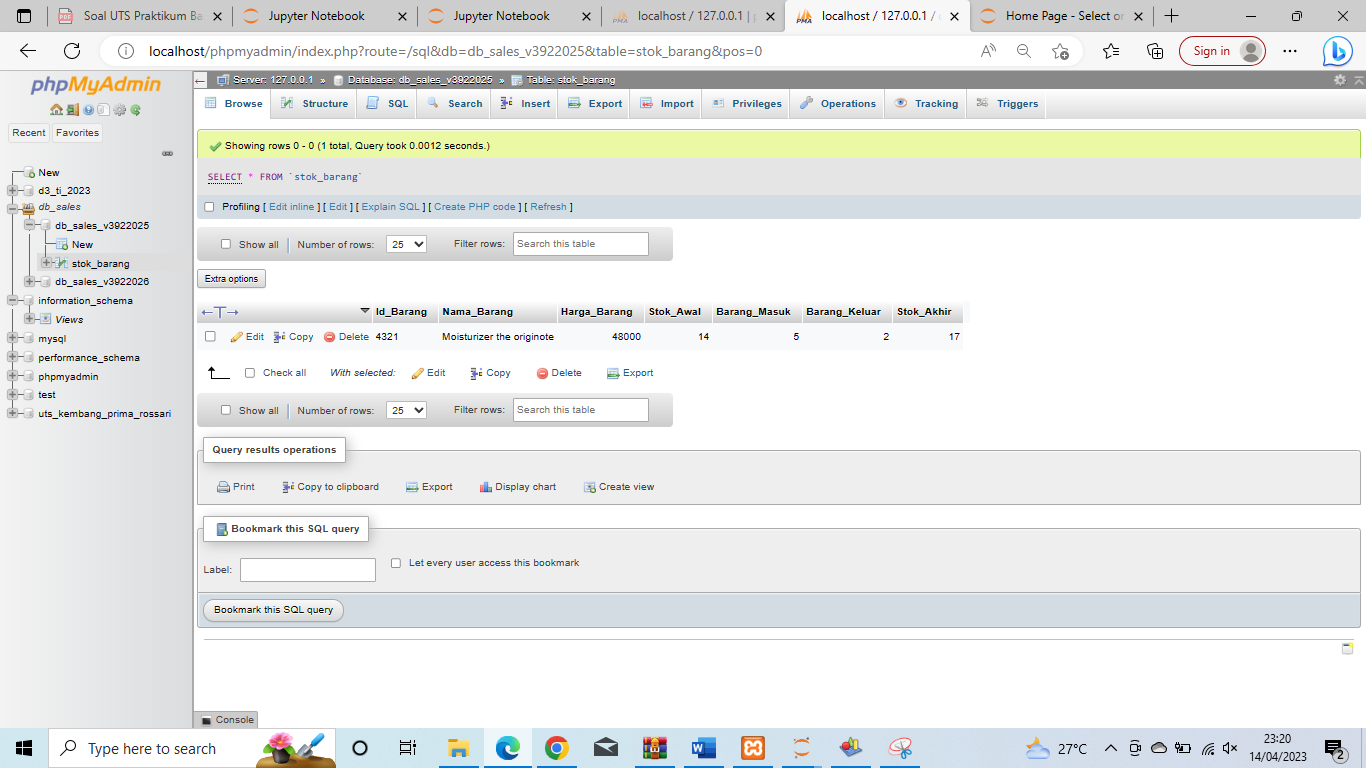 Soal UTS Praktikum Ba
Jupyter Notebook
Jupyter Notebook
localhost / 127.0.0.1 | p
localhost / 127.0.0.1 /
Home Page - Select or
localhost/phpmyadmin/index.php?route=/sql&db=db_sales_v3922025&table=stok_barang&pos=0
Sign in
phpMyAdmin
Recent
Favorites
New
d3_ti_2023
db_sales
db_sales_v3922025
New
stok_barang
db_sales_v3922026
information_schema
Views
mysql
performance_schema
phpmyadmin
test
uts_kembang_prima_rossari
Server: 127.0.0.1 » Database: db_sales_v3922025 » Table: stok_barang
Browse Structure SQL Search Insert Export Import Privileges Operations Tracking Triggers
Showing rows 0 - 0 (1 total, Query took 0.0012 seconds.)
SELECT * FROM `stok_barang`
Profiling [ Edit inline ] [ Edit ] [ Explain SQL ] [ Create PHP code ] [ Refresh ]
Show all Number of rows: 25 Filter rows: Search this table
Extra options
Id_Barang Nama_Barang Harga_Barang Stok_Awal Barang_Masuk Barang_Keluar Stok_Akhir
Edit Copy Delete 4321 Moisturizer the originote 48000 14 5 2 17
Check all With selected: Edit Copy Delete Export
Show all Number of rows: 25 Filter rows: Search this table
Query results operations
Print Copy to clipboard Export Display chart Create view
Bookmark this SQL query
Label: Let every user access this bookmark
Bookmark this SQL query
Console
Type here to search
27°C
23:20
14/04/2023
2